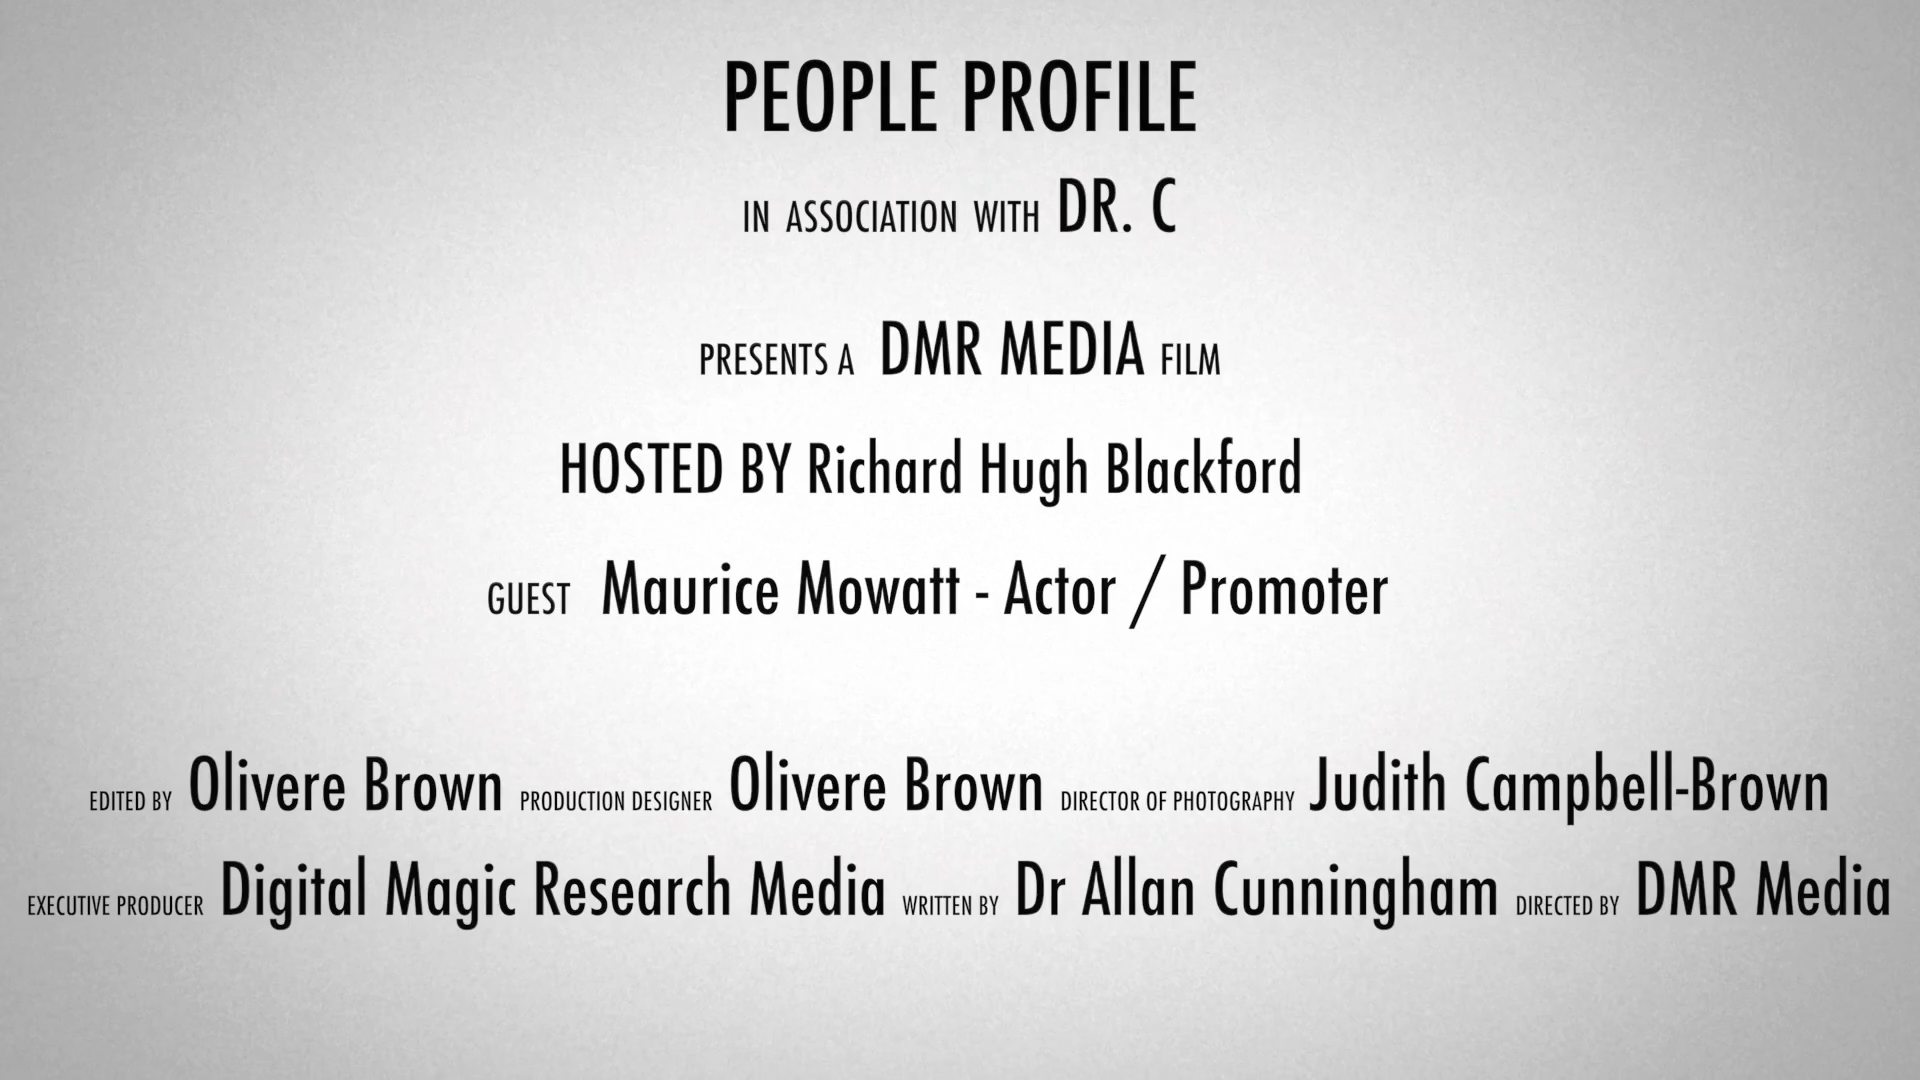 PEOPLE PROFILE
IN ASSOCIATION WITH DR. C
PRESENTS A DMR MEDIA FILM
HOSTED BY Richard Hugh Blackford
GUEST Maurice Mowatt - Actor / Promoter
EDITED BY Olivere Brown PRODUCTION DESIGNER Olivere Brown DIRECTOR OF PHOTOGRAPHY Judith Campbell-Brown
EXECUTIVE PRODUCER Digital Magic Research Media WRITTEN BY Dr Allan Cunningham DIRECTED BY DMR Media